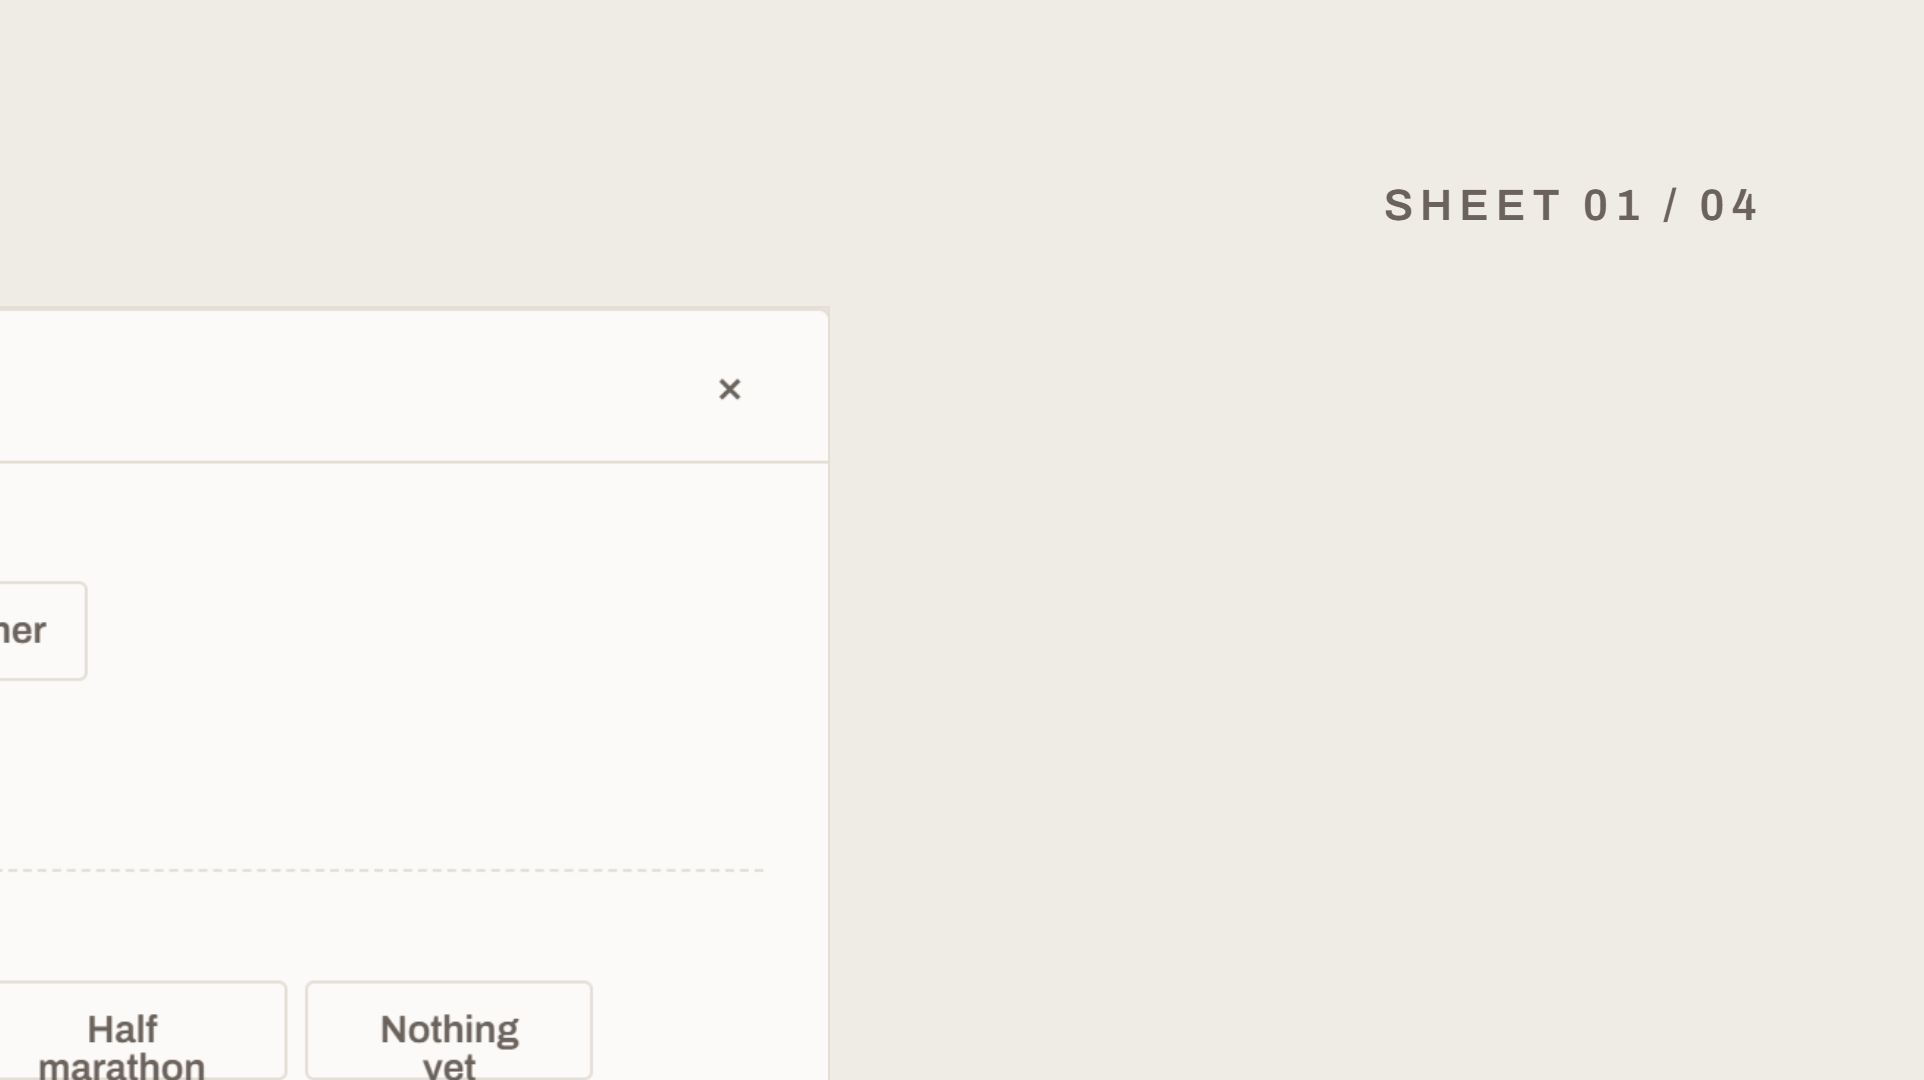 SHEET 01 / 04
×
Half
marathon
Nothing
yet